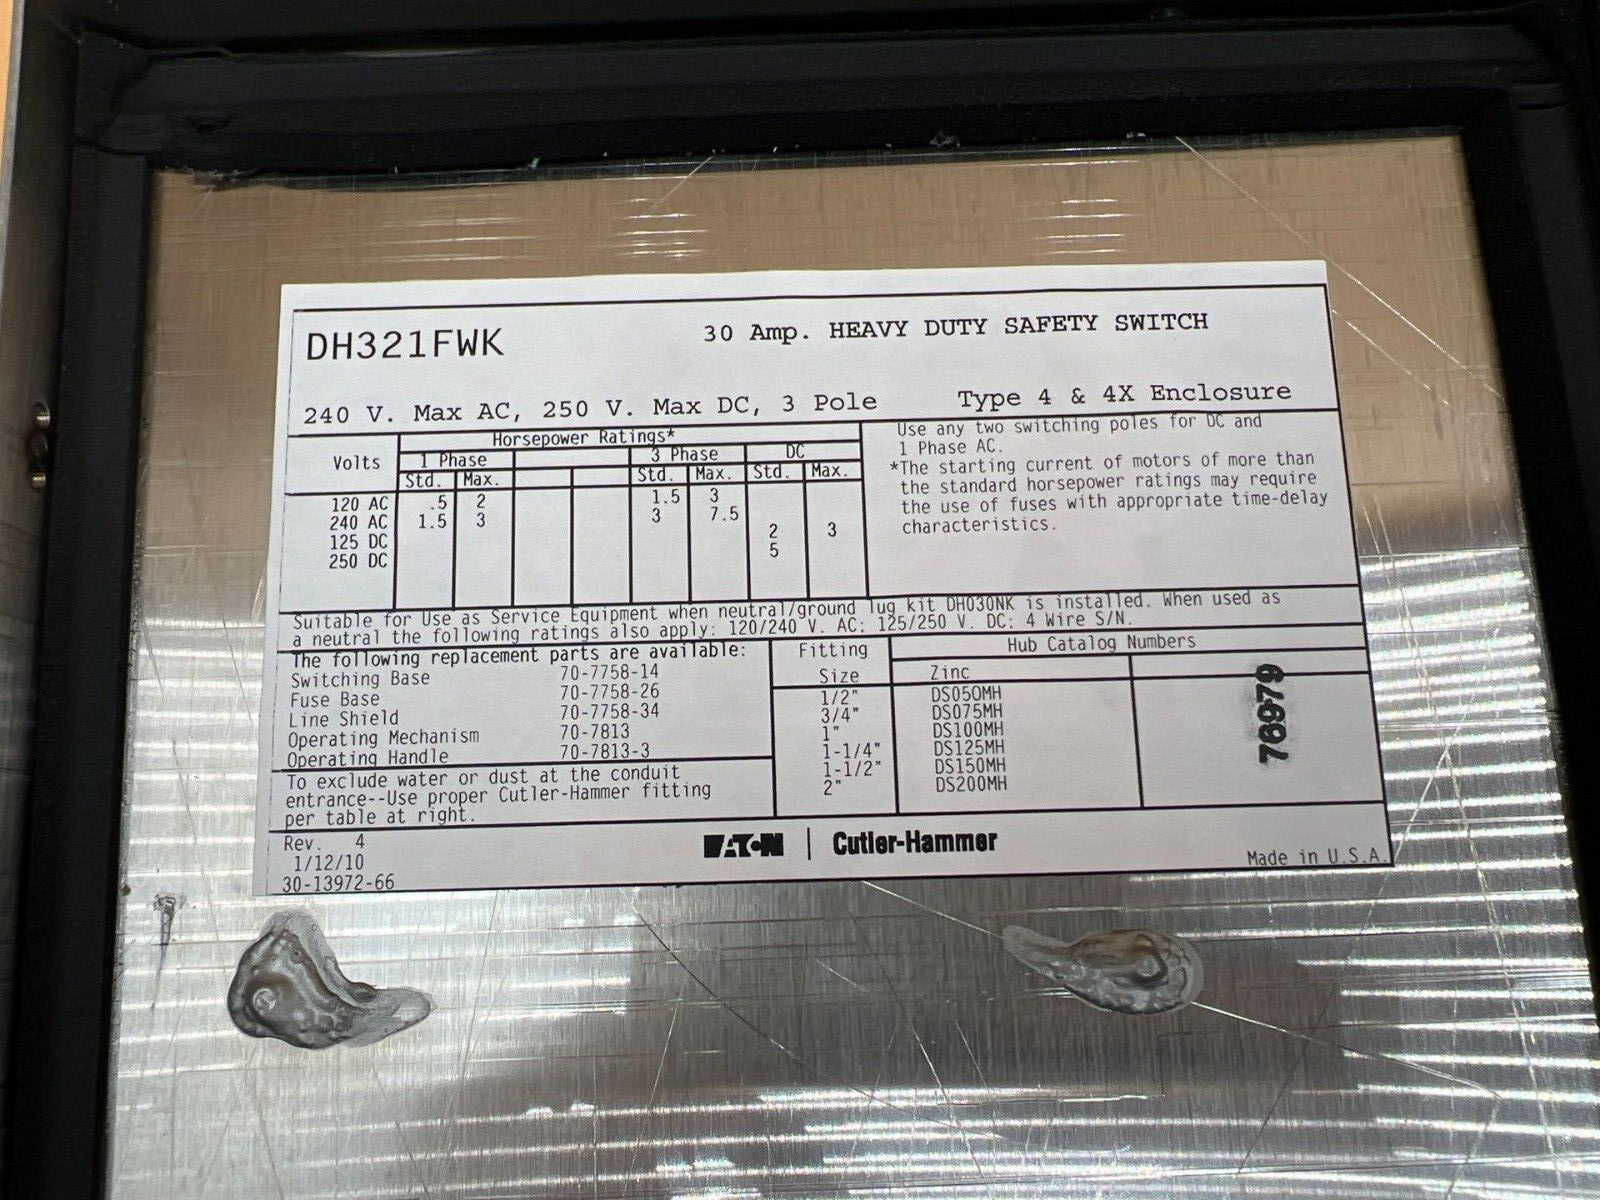 DH321FWK
30 Amp. HEAVY DUTY SAFETY SWITCH
240 V. Max AC, 250 V. Max DC, 3 Pole
Type 4 & 4X Enclosure
Volts
Horsepower Ratings*
1 Phase 3 Phase DC
Std. Max. Std. Max. Std. Max.
120 AC .5 2 1.5 3
240 AC 1.5 3 3 7.5
125 DC 2 3
250 DC 5
Use any two switching poles for DC and
1 Phase AC.
*The starting current of motors of more than
the standard horsepower ratings may require
the use of fuses with appropriate time-delay
characteristics.
Suitable for Use as Service Equipment when neutral/ground lug kit DH030NK is installed. When used as
a neutral the following ratings also apply: 120/240 V. AC: 125/250 V. DC: 4 Wire S/N.
The following replacement parts are available:
Switching Base 70-7758-14
Fuse Base 70-7758-26
Line Shield 70-7758-34
Operating Mechanism 70-7813
Operating Handle 70-7813-3
To exclude water or dust at the conduit
entrance--Use proper Cutler-Hammer fitting
per table at right.
Fitting
Size
Hub Catalog Numbers
Zinc
1/2" DS050MH
3/4" DS075MH
1" DS100MH
1-1/4" DS125MH
1-1/2" DS150MH
2" DS200MH
76979
Rev. 4
1/12/10
30-13972-66
EATON | Cutler-Hammer
Made in U.S.A.